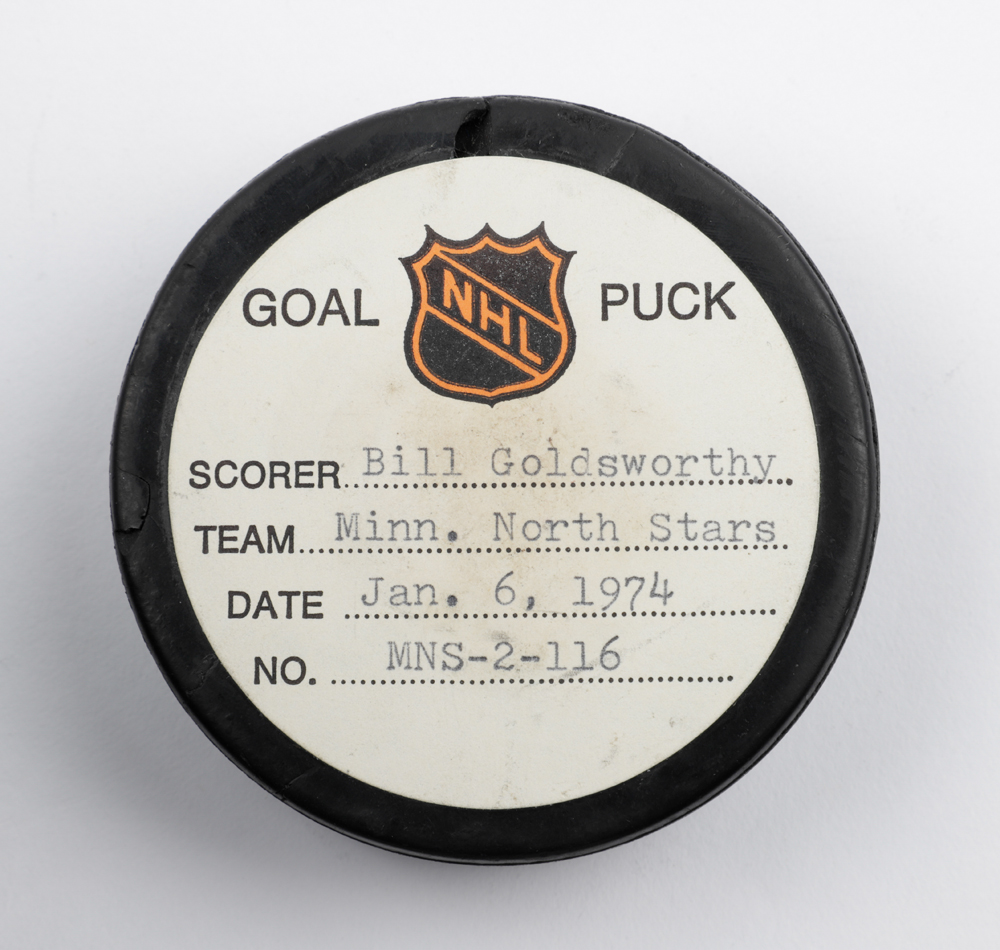 GOAL NHL PUCK
SCORER Bill Goldsworthy
TEAM Minn. North Stars
DATE Jan. 6, 1974
NO. MNS-2-116